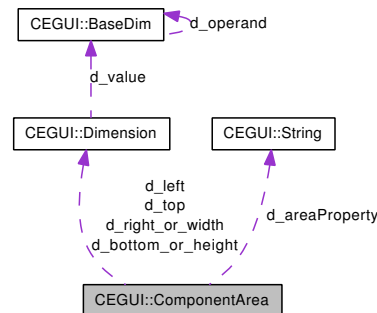 CEGUI::BaseDim
d_operand
d_value
CEGUI::Dimension
CEGUI::String
d_left
d_top
d_right_or_width
d_bottom_or_height
d_areaProperty
CEGUI::ComponentArea